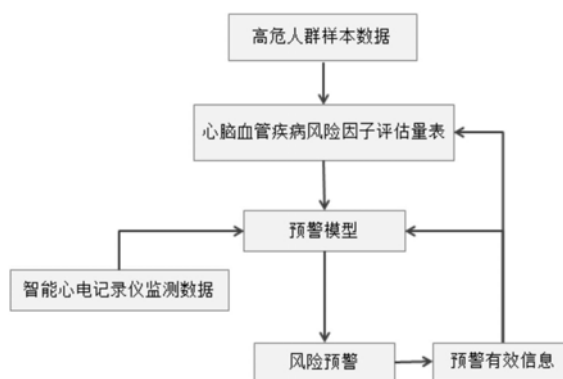 高危人群样本数据
心脑血管疾病风险因子评估量表
预警模型
智能心电记录仪监测数据
风险预警
预警有效信息